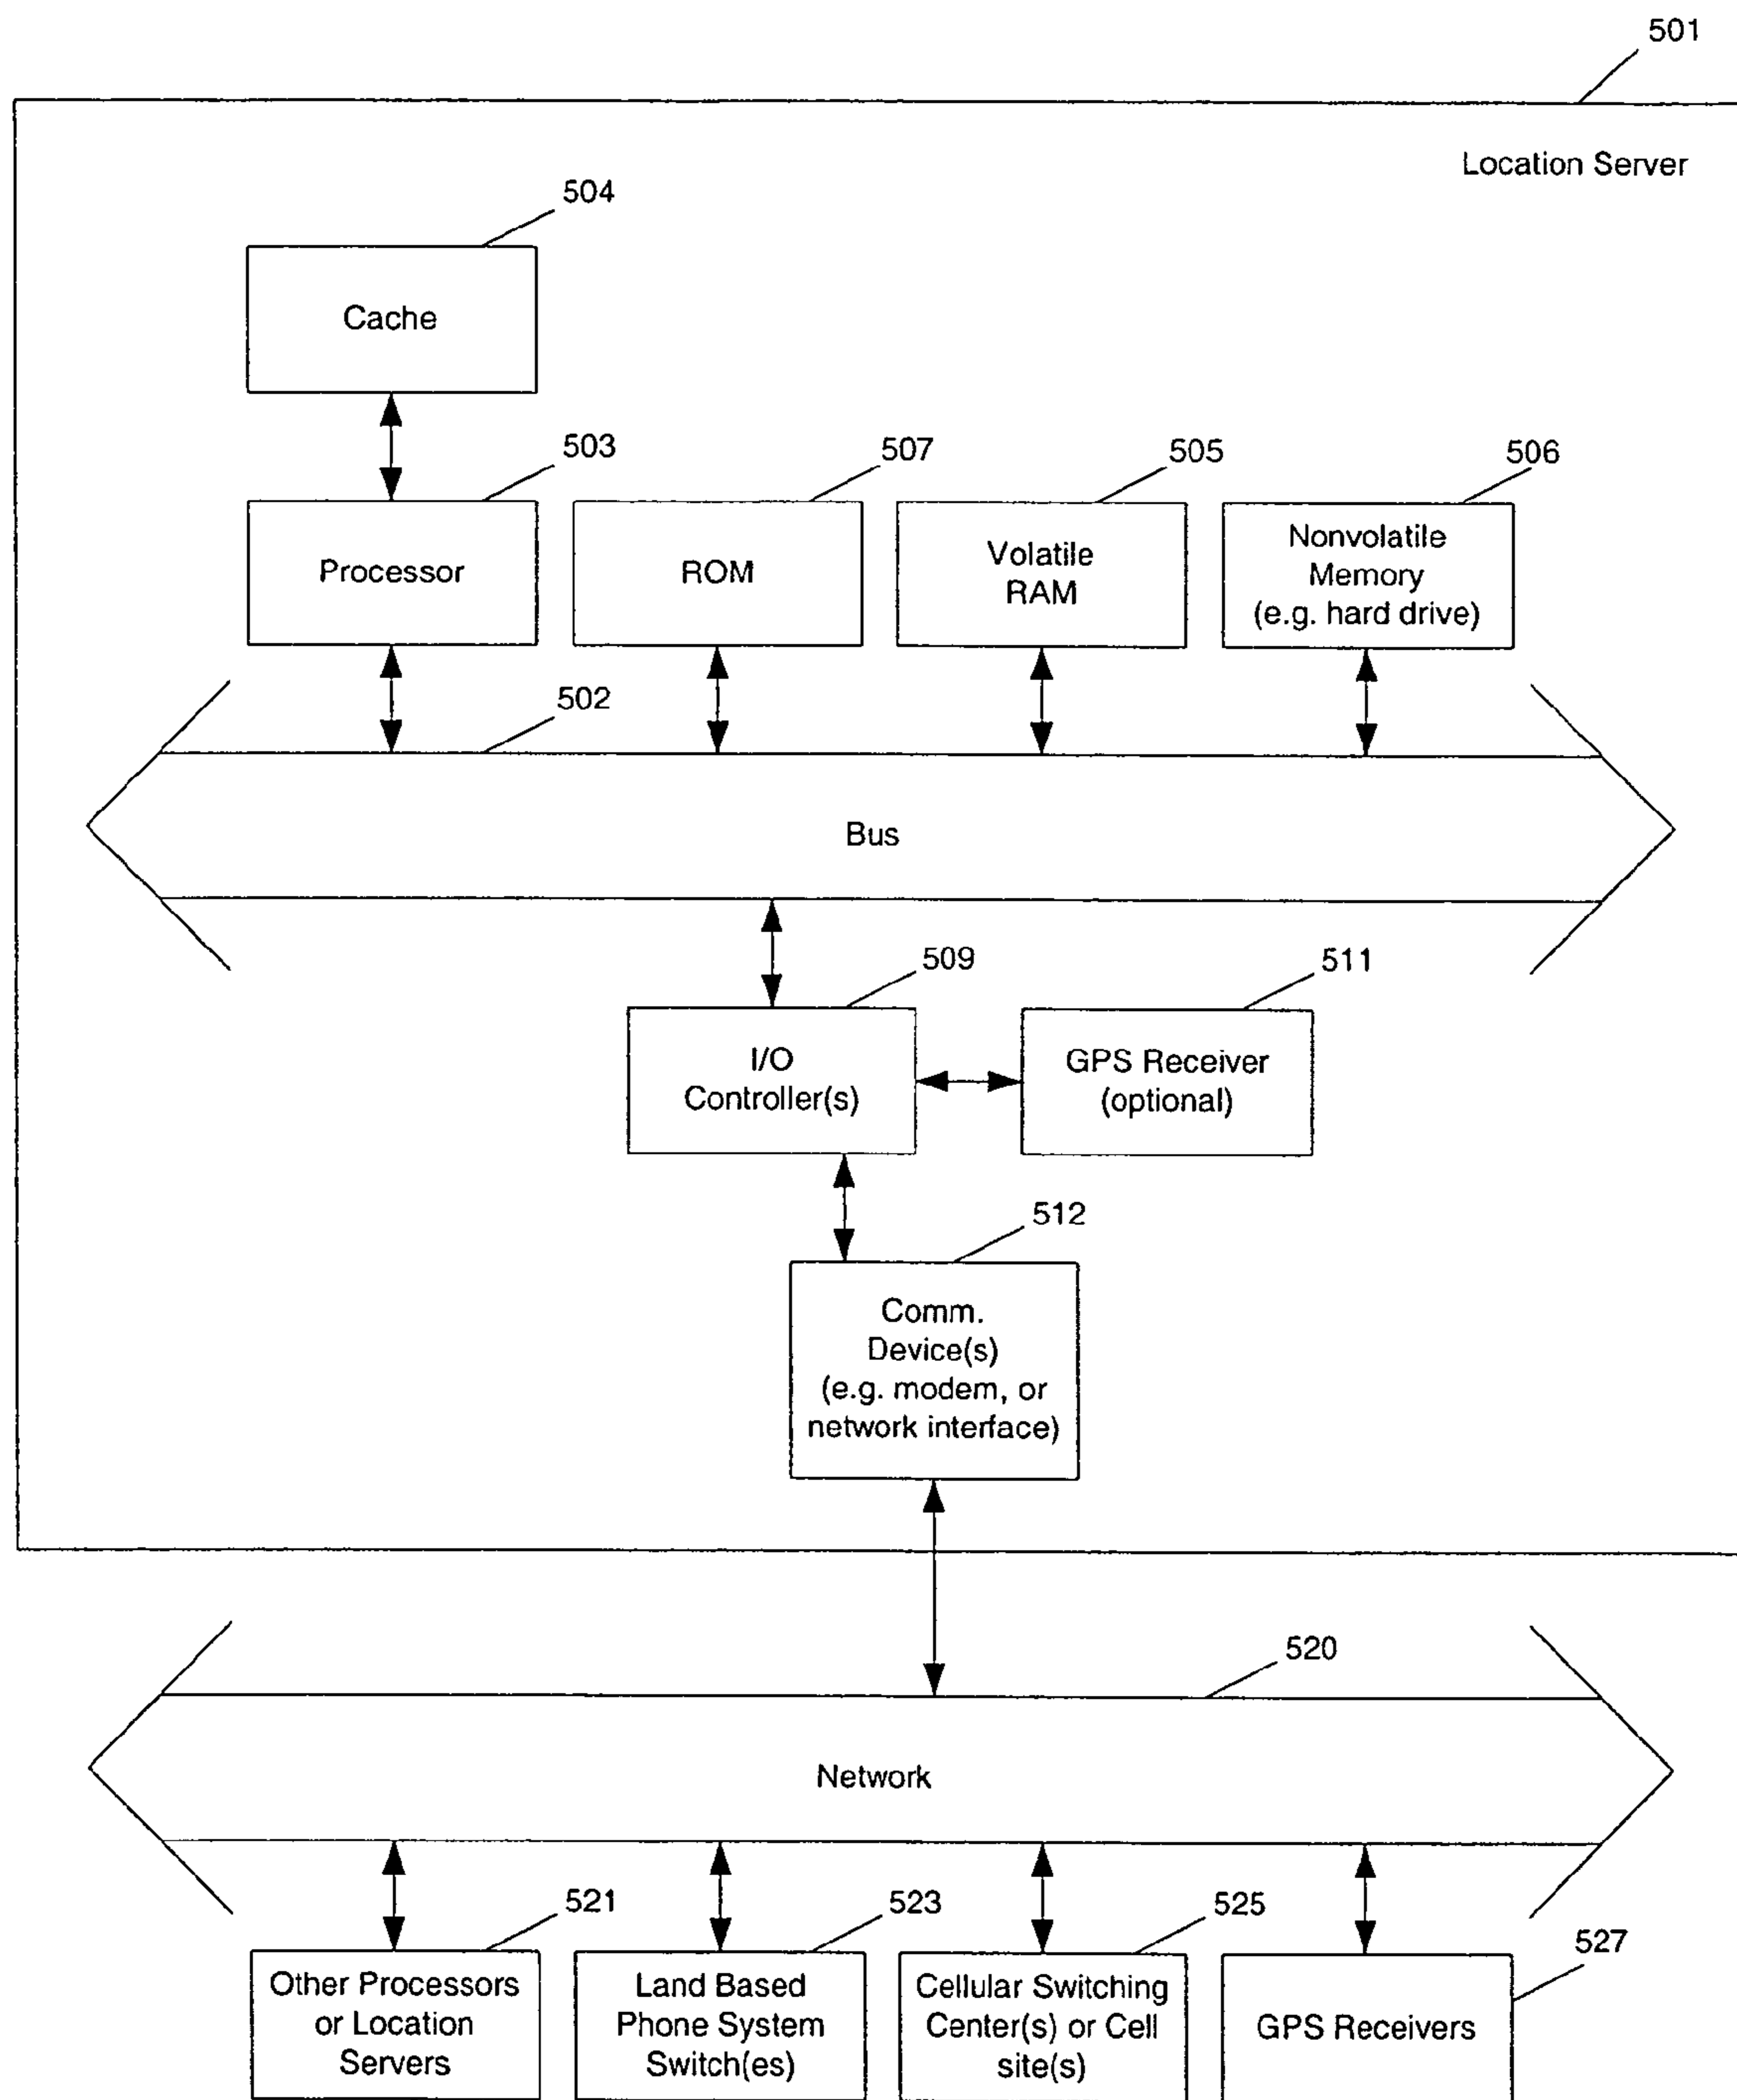 501
Location Server
504
Cache
503
507
505
506
Processor
ROM
Volatile
RAM
Nonvolatile
Memory
(e.g. hard drive)
502
Bus
509
511
I/O
Controller(s)
GPS Receiver
(optional)
512
Comm.
Device(s)
(e.g. modem, or
network interface)
520
Network
521
523
525
527
Other Processors
or Location
Servers
Land Based
Phone System
Switch(es)
Cellular Switching
Center(s) or Cell
site(s)
GPS Receivers